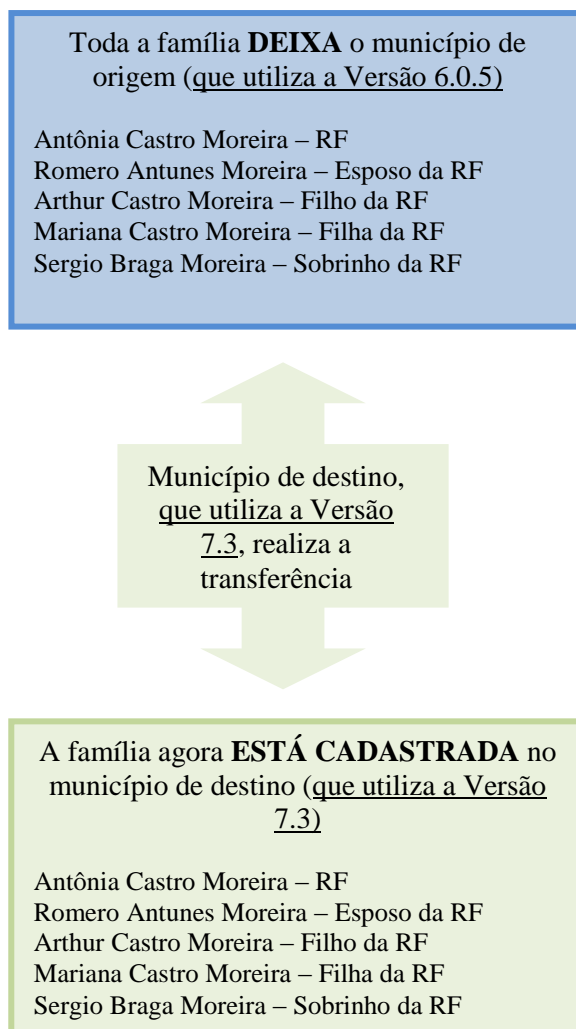 Toda a família DEIXA o município de
origem (que utiliza a Versão 6.0.5)
Antônia Castro Moreira – RF
Romero Antunes Moreira – Esposo da RF
Arthur Castro Moreira – Filho da RF
Mariana Castro Moreira – Filha da RF
Sergio Braga Moreira – Sobrinho da RF
Município de destino,
que utiliza a Versão
7.3, realiza a
transferência
A família agora ESTÁ CADASTRADA no
município de destino (que utiliza a Versão
7.3)
Antônia Castro Moreira – RF
Romero Antunes Moreira – Esposo da RF
Arthur Castro Moreira – Filho da RF
Mariana Castro Moreira – Filha da RF
Sergio Braga Moreira – Sobrinho da RF